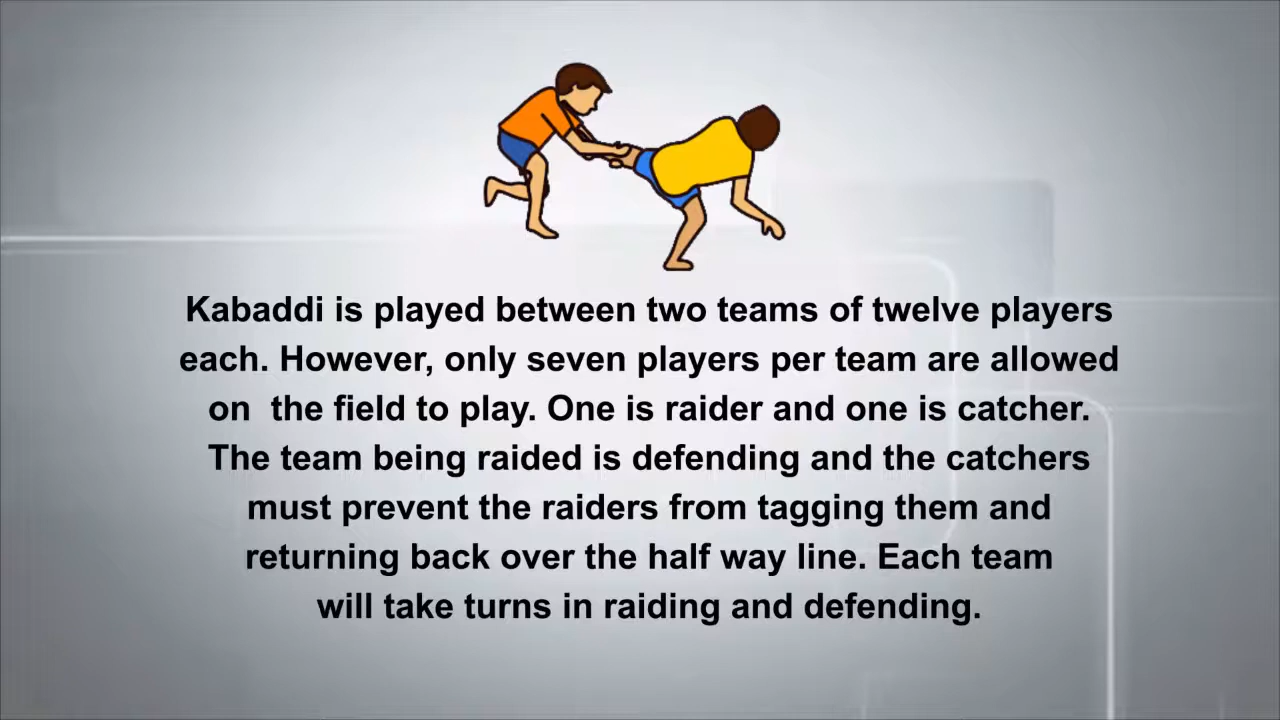 Kabaddi is played between two teams of twelve players
each. However, only seven players per team are allowed
on  the field to play. One is raider and one is catcher.
The team being raided is defending and the catchers
must prevent the raiders from tagging them and
returning back over the half way line. Each team
will take turns in raiding and defending.